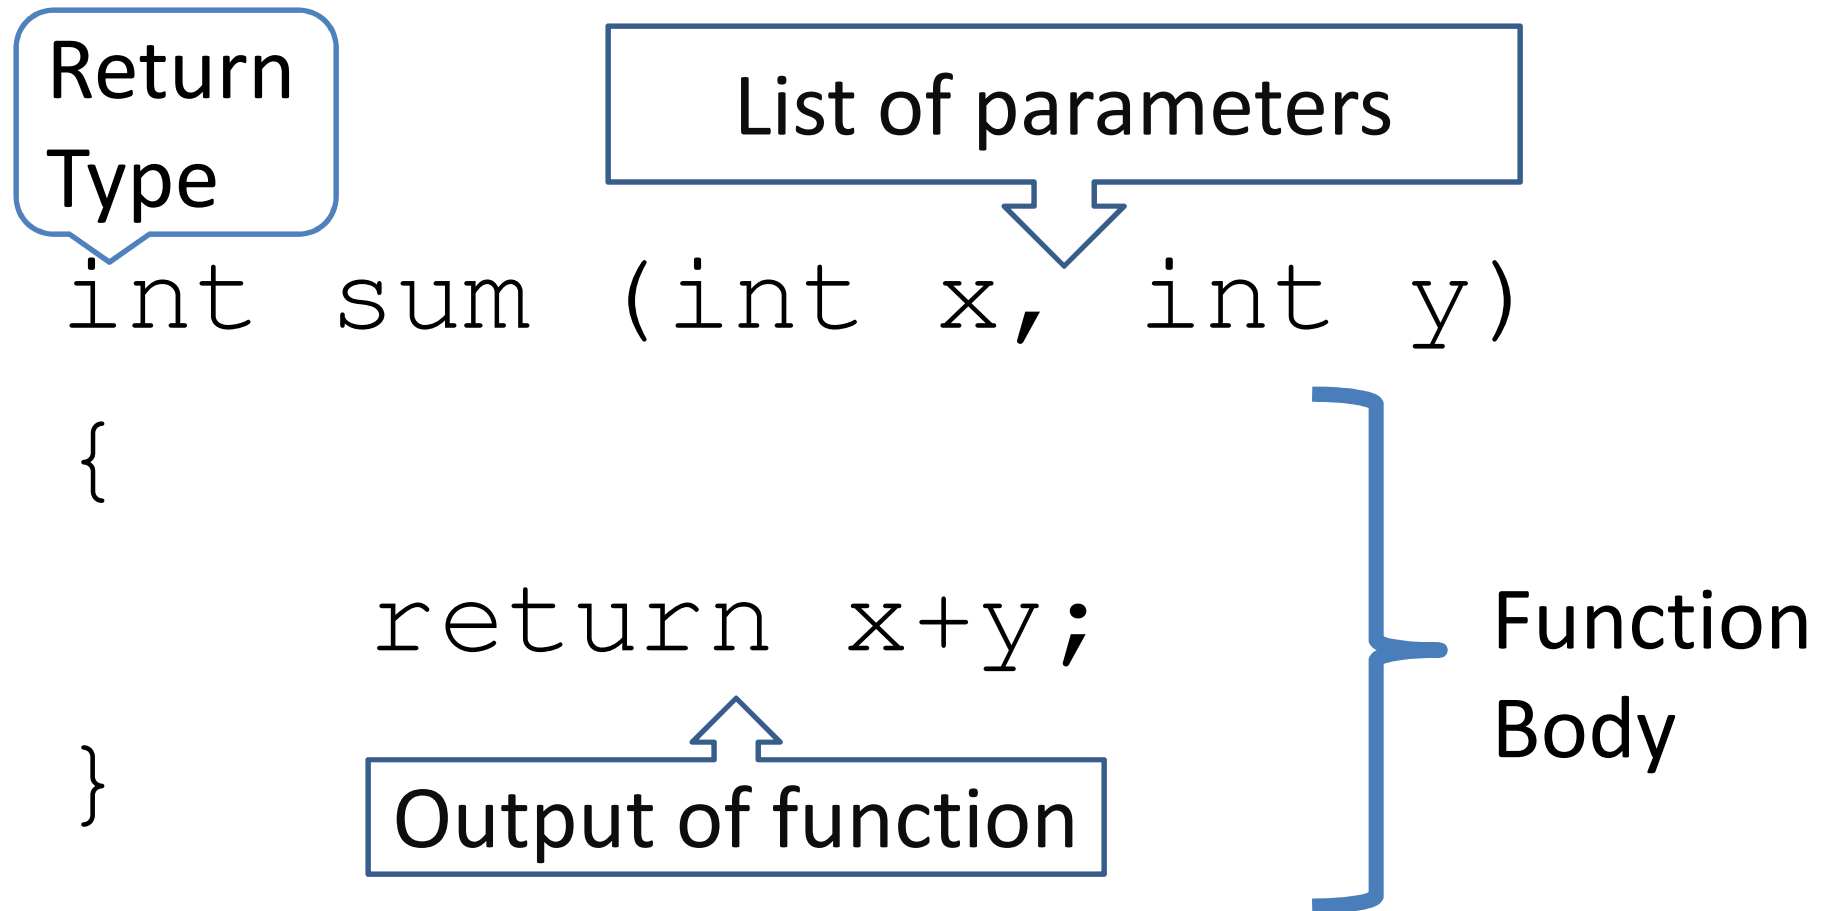 Return
Type
List of parameters
int sum (int x, int y)
{
return x+y;
Function
Body
}
Output of function